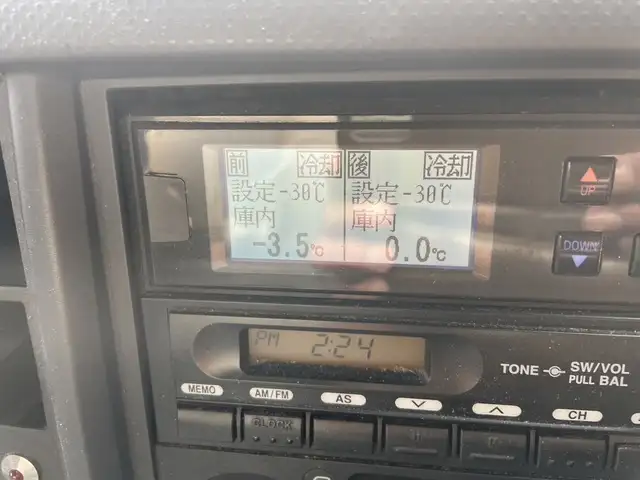 前 冷却 後 冷却
設定-30℃ 設定-30℃
庫内 庫内
-3.5℃ 0.0℃
UP
DOWN
PM 2:24
TONE SW/VOL
PULL BAL
MEMO AM/FM AS CH
CLOCK